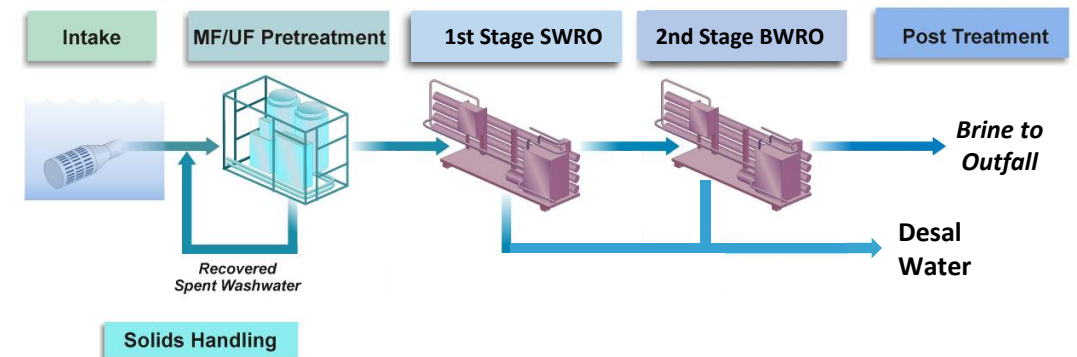 Intake
MF/UF Pretreatment
1st Stage SWRO
2nd Stage BWRO
Post Treatment
Brine to
Outfall
Desal
Water
Recovered
Spent Washwater
Solids Handling